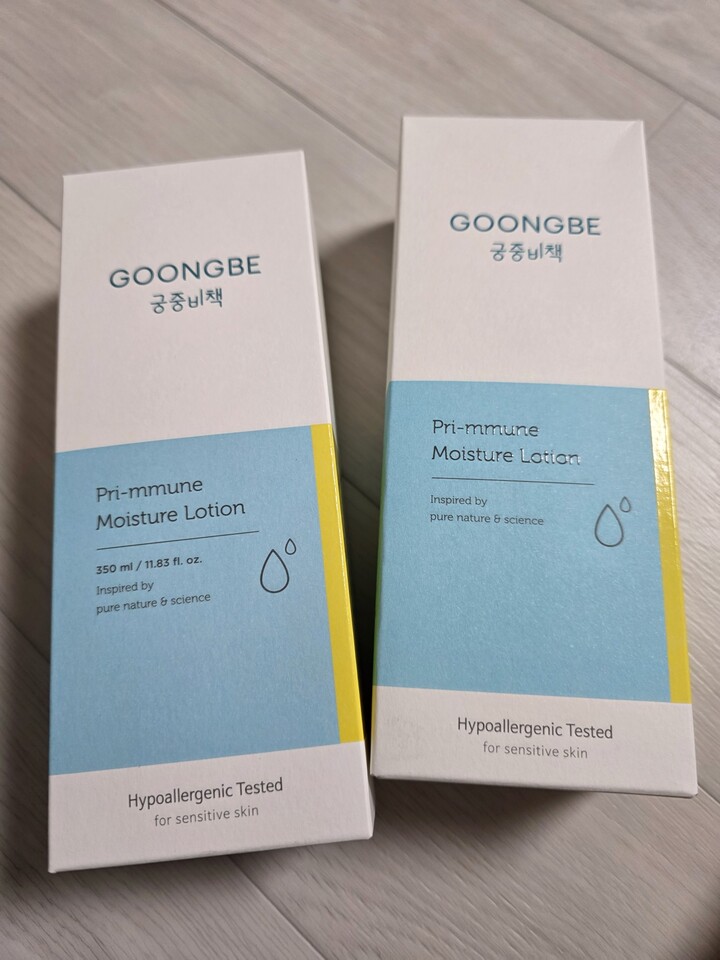 GOONGBE
궁중비책
Pri-mmune
Moisture Lotion
350 ml / 11.83 fl. oz.
Inspired by
pure nature & science
Hypoallergenic Tested
for sensitive skin
GOONGBE
궁중비책
Pri-mmune
Moisture Lotion
Inspired by
pure nature & science
Hypoallergenic Tested
for sensitive skin